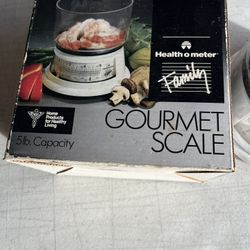 Health o meter
Family
Home
Products
for Healthy
Living
GOURMET
SCALE
5 lb. Capacity